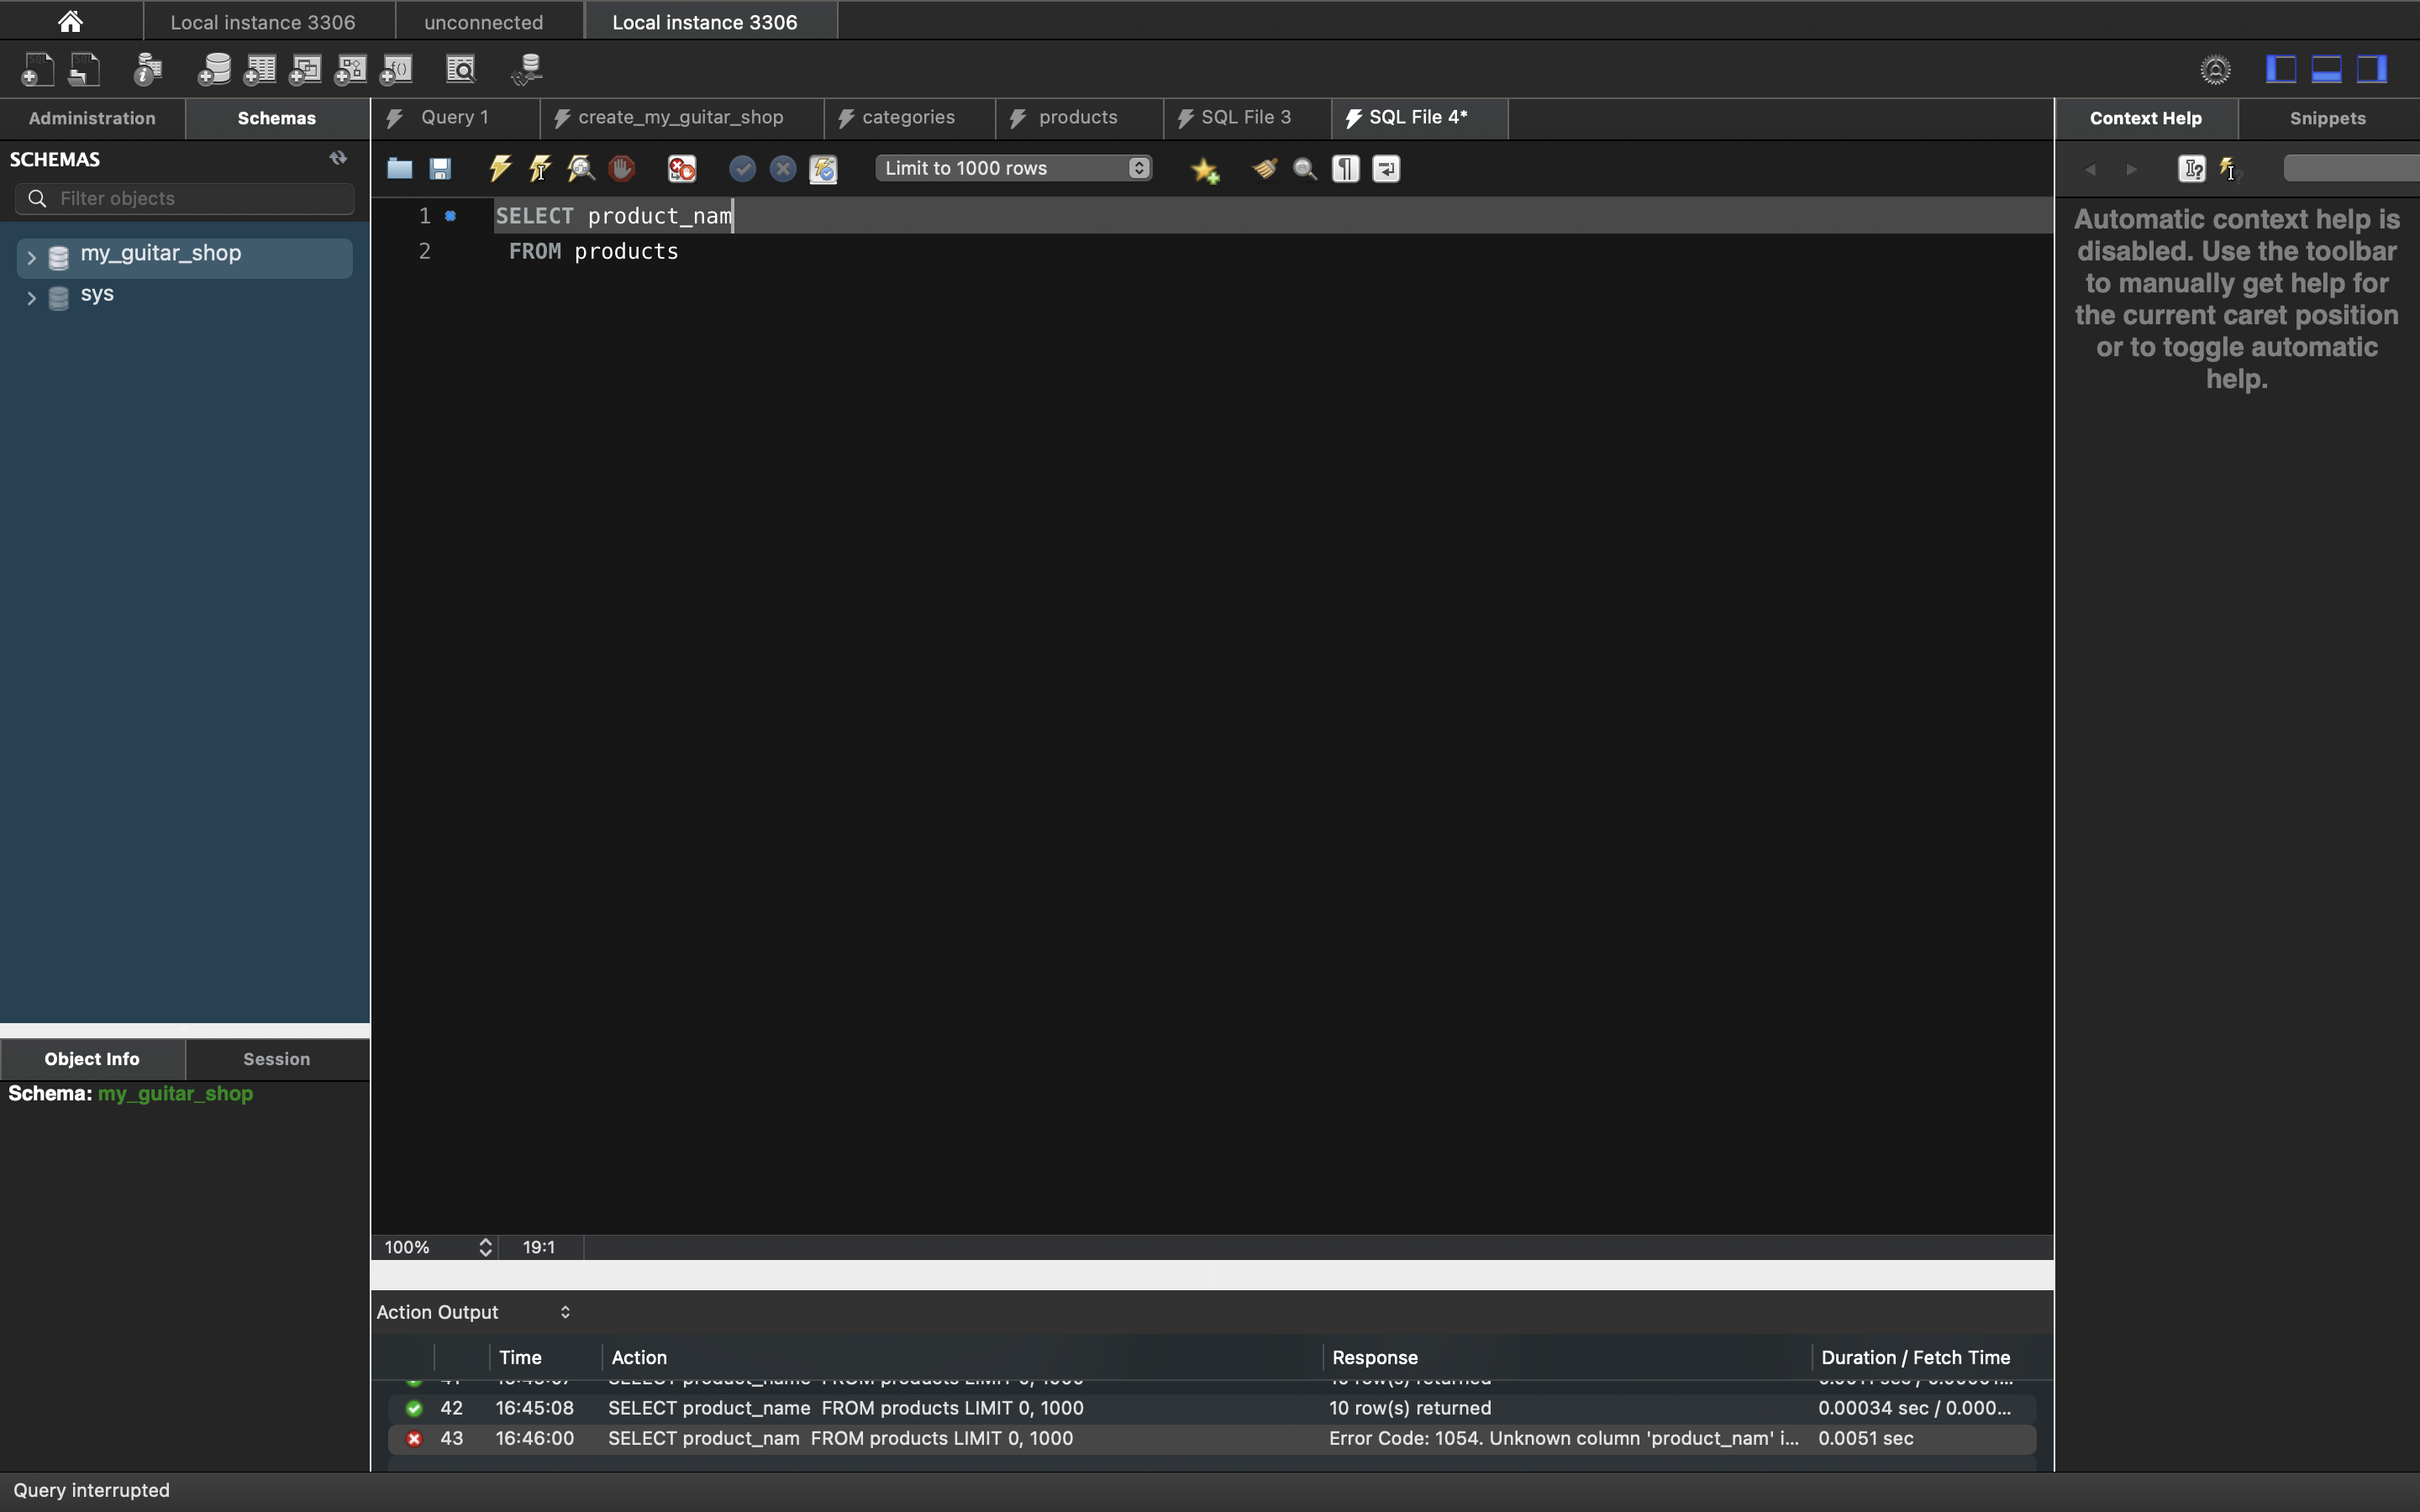 Local instance 3306
unconnected
Local instance 3306
Administration
Schemas
Query 1
create_my_guitar_shop
categories
products
SQL File 3
SQL File 4*
Context Help
Snippets
SCHEMAS
Filter objects
Limit to 1000 rows
my_guitar_shop
sys
1 SELECT product_nam
2 FROM products
Automatic context help is
disabled. Use the toolbar
to manually get help for
the current caret position
or to toggle automatic
help.
Object Info
Session
Schema: my_guitar_shop
100%
19:1
Action Output
Time Action Response Duration / Fetch Time
42 16:45:08 SELECT product_name FROM products LIMIT 0, 1000 10 row(s) returned 0.00034 sec / 0.000...
43 16:46:00 SELECT product_nam FROM products LIMIT 0, 1000 Error Code: 1054. Unknown column 'product_nam' i... 0.0051 sec
Query interrupted